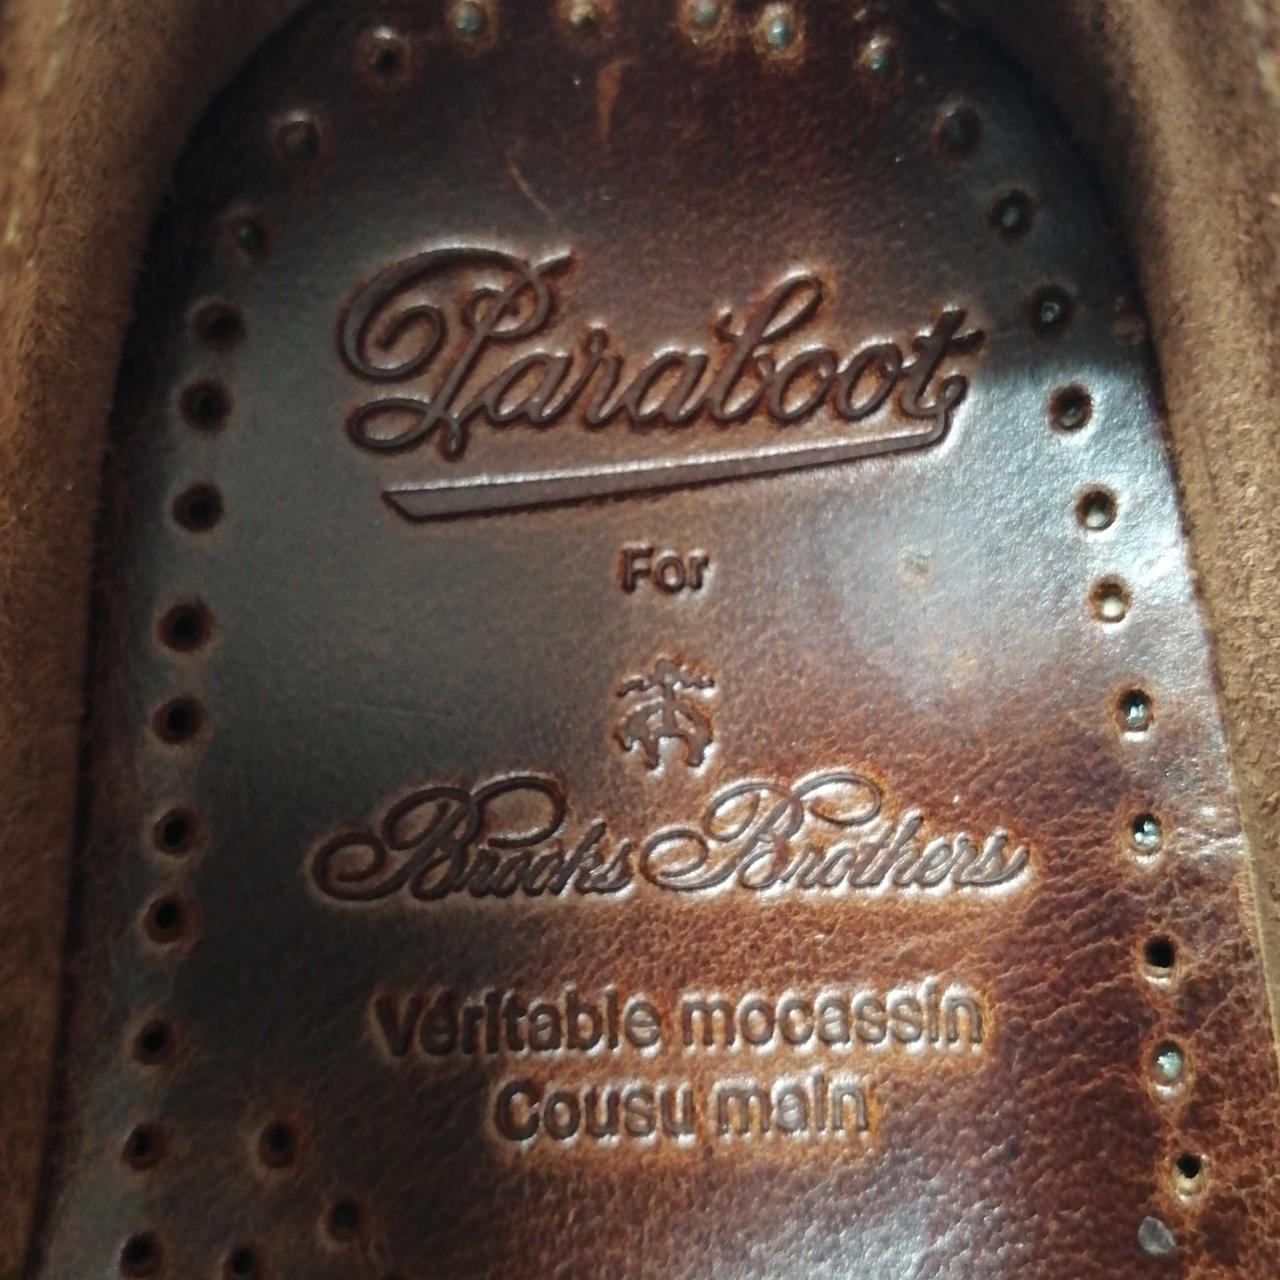 Paraboot
For
Brooks Brothers
Véritable mocassin
Cousu main